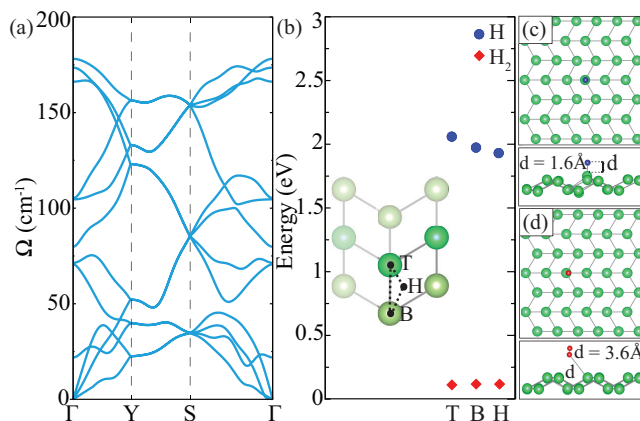 (a)
200
150
100
50
0
Ω (cm⁻¹)
Γ
Y
S
Γ
(b)
3
2.5
2
1.5
1
0.5
0
Energy (eV)
H
H₂
T
H
B
T B H
(c)
d = 1.6Å
d
(d)
d = 3.6Å
d